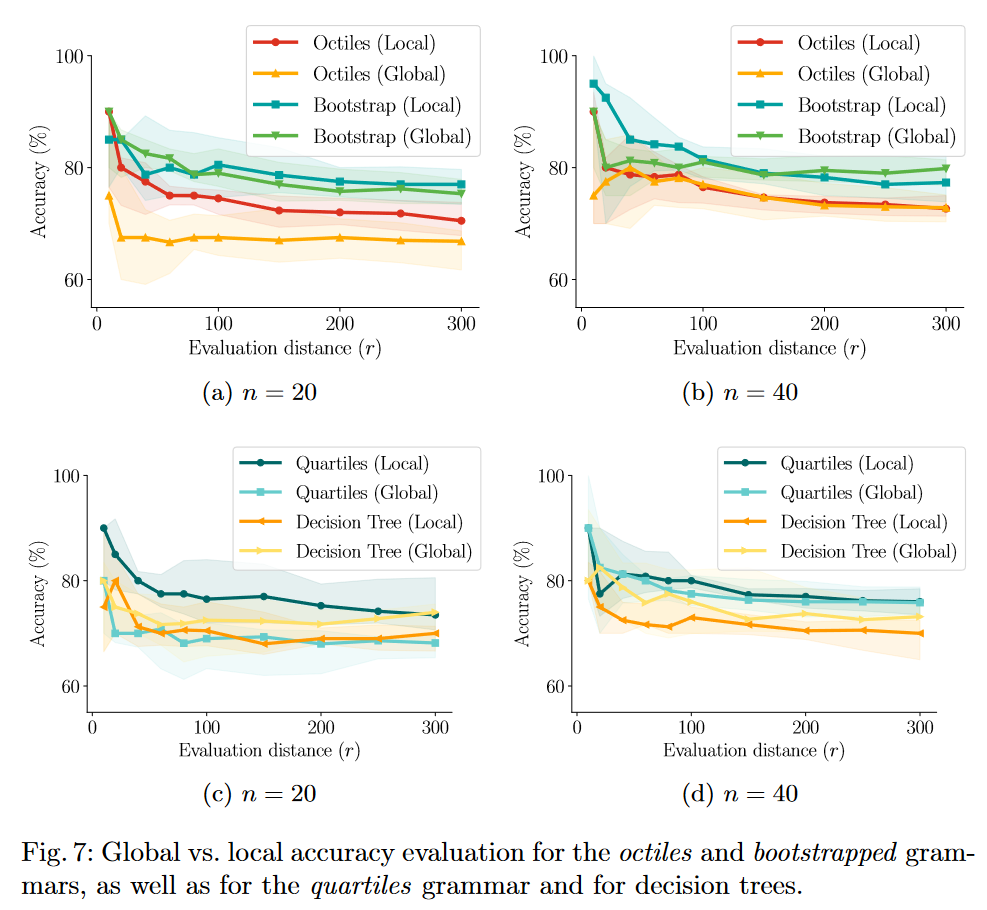 Octiles (Local)
Octiles (Global)
Bootstrap (Local)
Bootstrap (Global)
100
80
60
Accuracy (%)
0 100 200 300
Evaluation distance (r)
(a) n = 20
Octiles (Local)
Octiles (Global)
Bootstrap (Local)
Bootstrap (Global)
100
80
60
Accuracy (%)
0 100 200 300
Evaluation distance (r)
(b) n = 40
Quartiles (Local)
Quartiles (Global)
Decision Tree (Local)
Decision Tree (Global)
100
80
60
Accuracy (%)
0 100 200 300
Evaluation distance (r)
(c) n = 20
Quartiles (Local)
Quartiles (Global)
Decision Tree (Local)
Decision Tree (Global)
100
80
60
Accuracy (%)
0 100 200 300
Evaluation distance (r)
(d) n = 40
Fig. 7: Global vs. local accuracy evaluation for the octiles and bootstrapped gram-
mars, as well as for the quartiles grammar and for decision trees.